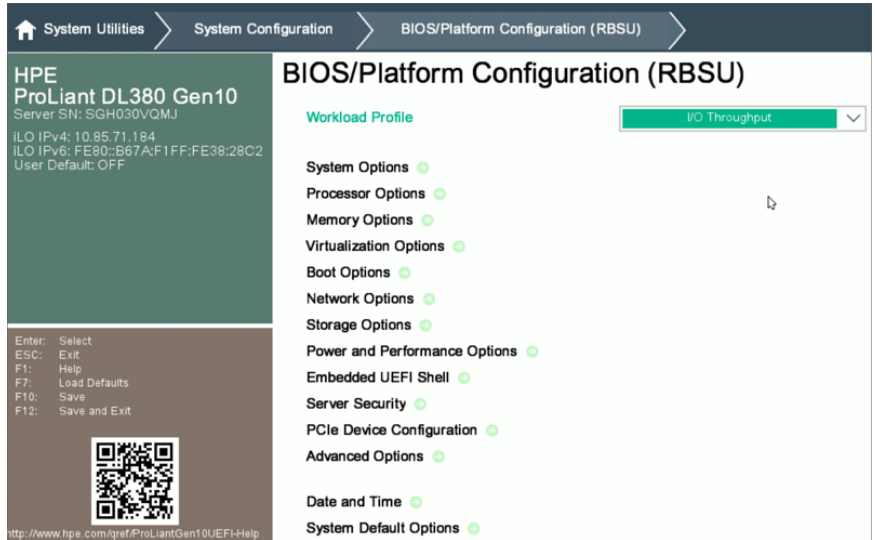 System Utilities
System Configuration
BIOS/Platform Configuration (RBSU)
HPE
ProLiant DL380 Gen10
Server SN: SGH030VQMJ
iLO IPv4: 10.85.71.184
iLO IPv6: FE80::B67A:F1FF:FE38:28C2
User Default: OFF
Enter: Select
ESC: Exit
F1: Help
F7: Load Defaults
F10: Save
F12: Save and Exit
http://www.hpe.com/qref/ProLiantGen10UEFI-Help
BIOS/Platform Configuration (RBSU)
Workload Profile
I/O Throughput
System Options
Processor Options
Memory Options
Virtualization Options
Boot Options
Network Options
Storage Options
Power and Performance Options
Embedded UEFI Shell
Server Security
PCIe Device Configuration
Advanced Options
Date and Time
System Default Options